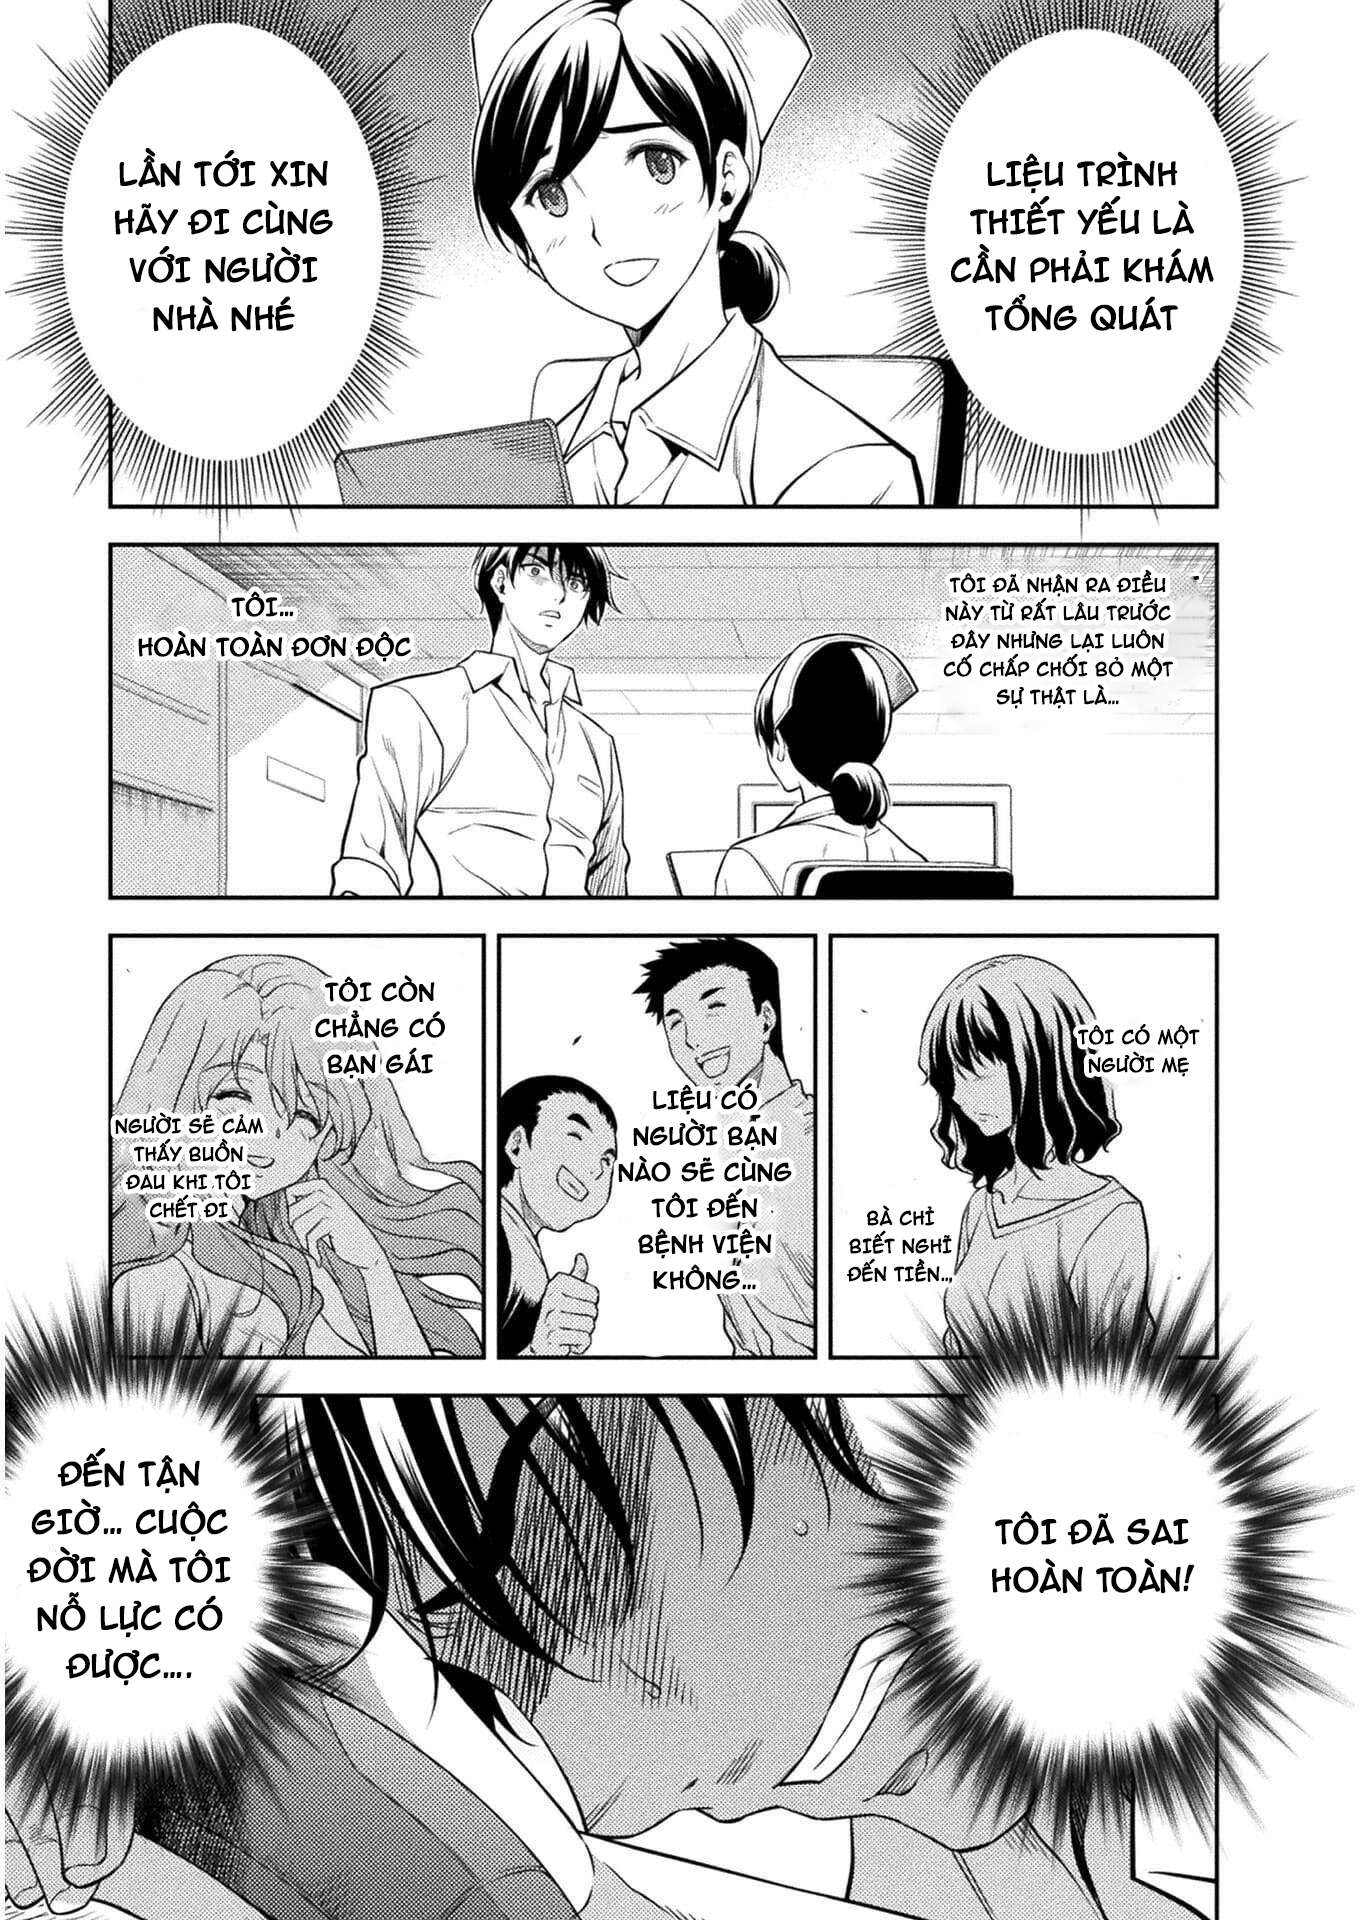 LIỆU TRÌNH
THIẾT YẾU LÀ
CẦN PHẢI KHÁM
TỔNG QUÁT
LẦN TỚI XIN
HÃY ĐI CÙNG
VỚI NGƯỜI
NHÀ NHÉ
TÔI ĐÃ NHẬN RA ĐIỀU
NÀY TỪ RẤT LÂU TRƯỚC
ĐÂY NHƯNG LẠI LUÔN
CỐ CHẤP CHỐI BỎ MỘT
SỰ THẬT LÀ...
TÔI...
HOÀN TOÀN ĐƠN ĐỘC
TÔI CÓ MỘT
NGƯỜI MẸ
BÀ CHỈ
BIẾT NGHĨ
ĐẾN TIỀN...,
LIỆU CÓ
NGƯỜI BẠN
NÀO SẼ CÙNG
TÔI ĐẾN
BỆNH VIỆN
KHÔNG...
TÔI CÒN
CHẲNG CÓ
BẠN GÁI
NGƯỜI SẼ CẢM
THẤY BUỒN
ĐAU KHI TÔI
CHẾT ĐI
TÔI ĐÃ SAI
HOÀN TOÀN!
ĐẾN TẬN
GIỜ... CUỘC
ĐỜI MÀ TÔI
NỖ LỰC CÓ
ĐƯỢC....